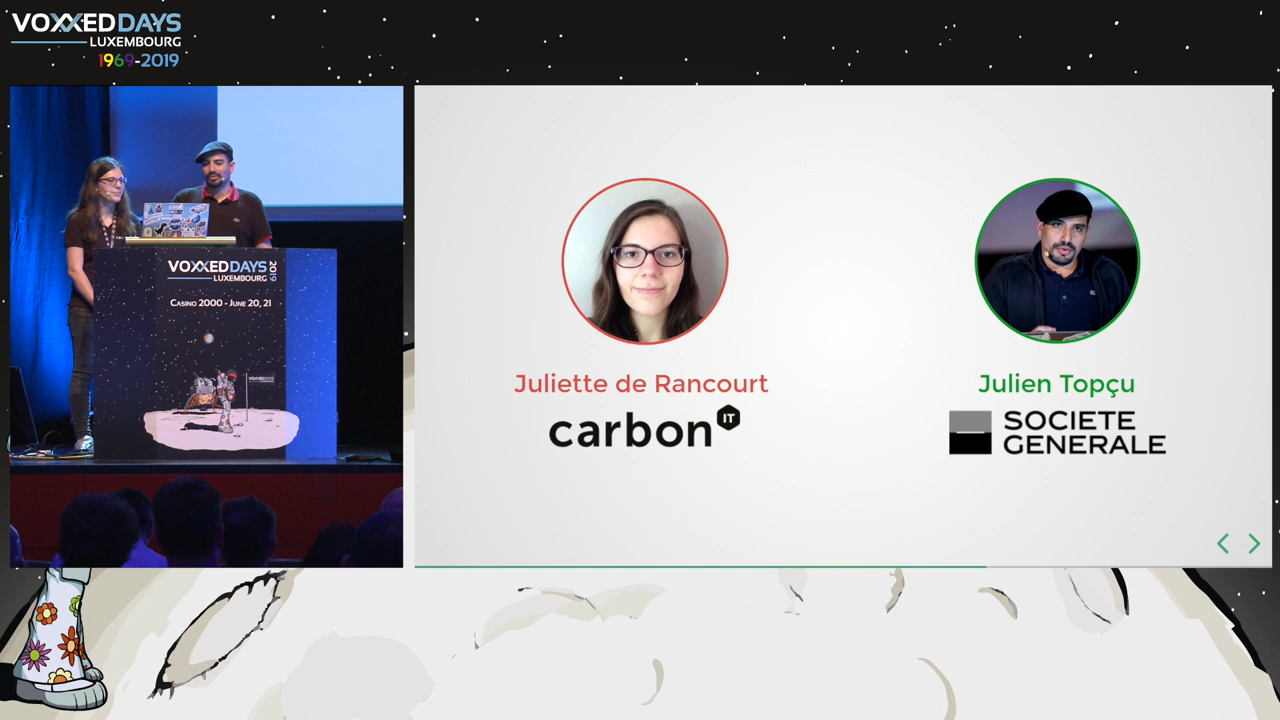 VOXXEDDAYS
LUXEMBOURG
1969-2019
VOXXEDDAYS
2019
LUXEMBOURG
CASINO 2000 - JUNE 20, 21
VOXXEDDAYS
Juliette de Rancourt
carbon IT
Julien Topçu
SOCIETE
GENERALE